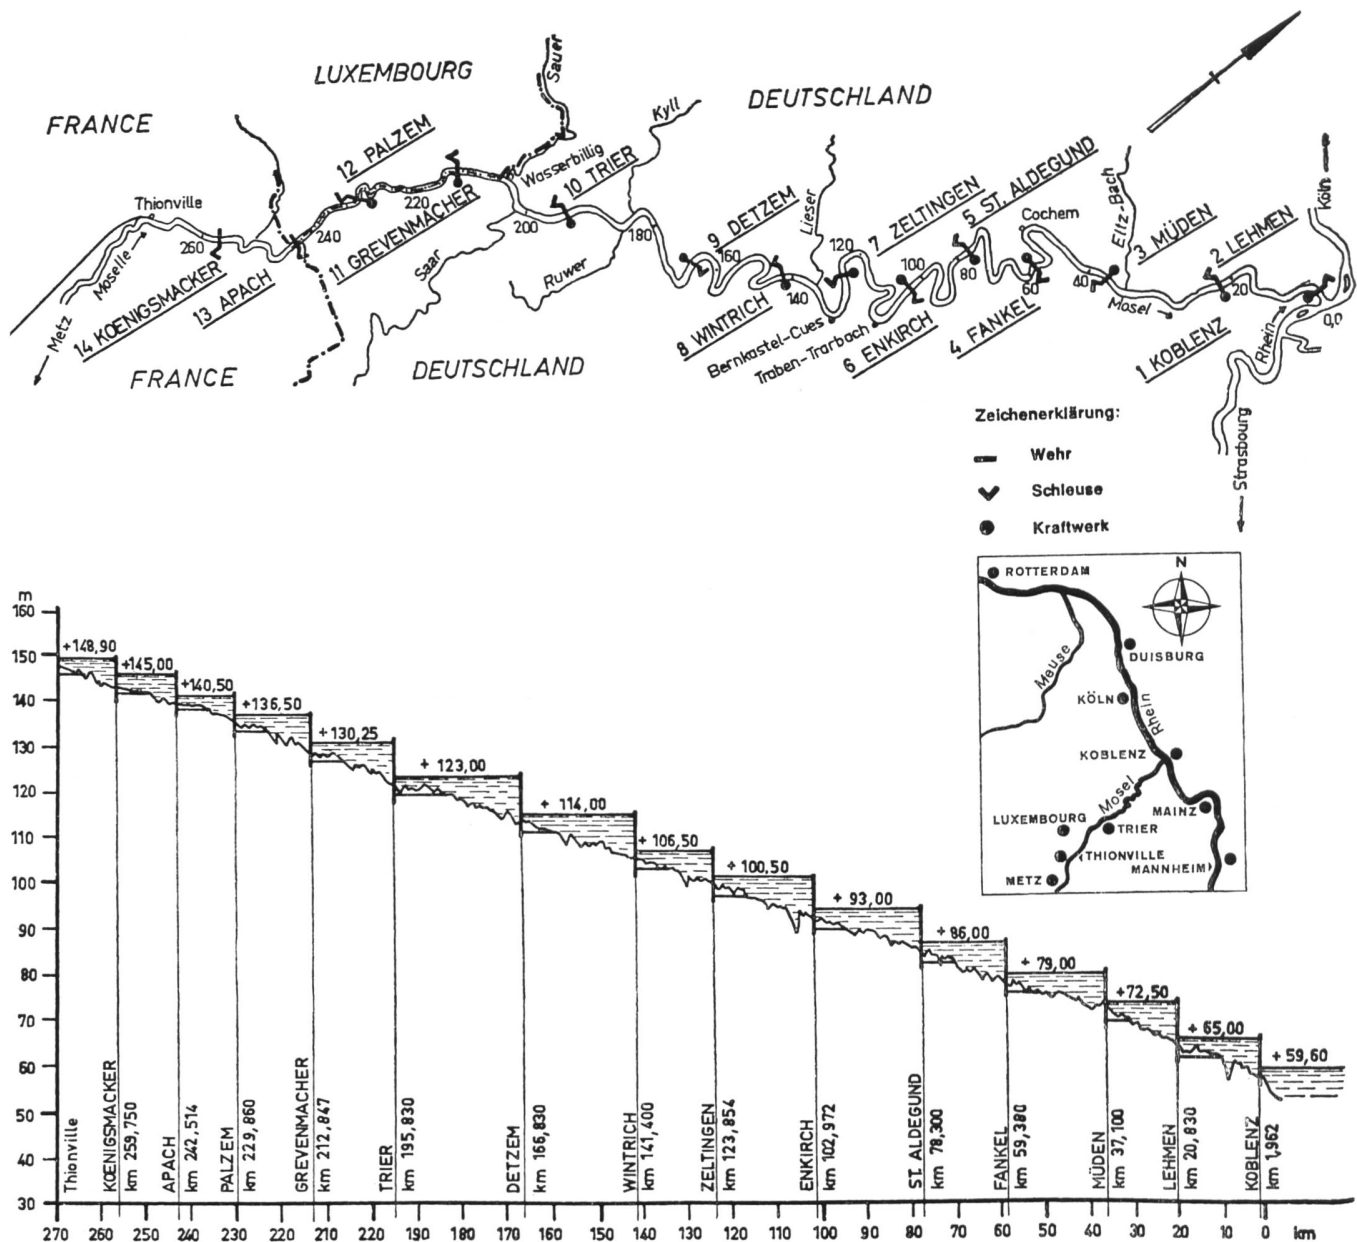 LUXEMBOURG
FRANCE
DEUTSCHLAND
Sauer
Kyll
12 PALZEM
Wasserbillig
10 TRIER
Thionville
260
240
220
200
180
11 GREVENMACHER
Moselle
Metz
14 KŒNIGSMACKER
13 APACH
Saar
Ruwer
FRANCE
DEUTSCHLAND
9 DETZEM
160
140
Lieser
120
7 ZELTINGEN
100
5 ST. ALDEGUND
80
Cochem
60
Eltz-Bach
40
3 MÜDEN
2 LEHMEN
20
Köln
0,0
Mosel
Rhein
8 WINTRICH
Bernkastel-Cues
Traben-Trarbach
6 ENKIRCH
4 FANKEL
1 KOBLENZ
Strasbourg
Zeichenerklärung:
Wehr
Schleuse
Kraftwerk
N
ROTTERDAM
Meuse
DUISBURG
KÖLN
Rhein
KOBLENZ
Mosel
MAINZ
LUXEMBOURG
TRIER
THIONVILLE
MANNHEIM
METZ
m
160
150
140
130
120
110
100
90
80
70
60
50
40
30
+148,90
+145,00
+140,50
+136,50
+130,25
+ 123,00
+ 114,00
+ 106,50
+ 100,50
+ 93,00
+ 86,00
+ 79,00
+72,50
+ 65,00
+ 59,60
Thionville
KŒNIGSMACKER
km 259,750
APACH
km 242,514
PALZEM
km 229,860
GREVENMACHER
km 212,847
TRIER
km 195,830
DETZEM
km 166,830
WINTRICH
km 141,400
ZELTINGEN
km 123,854
ENKIRCH
km 102,972
ST. ALDEGUND
km 78,300
FANKEL
km 59,380
MÜDEN
km 37,100
LEHMEN
km 20,830
KOBLENZ
km 1,962
270 260 230 220 230 220 210 200 190 180 170 160 150 140 130 120 110 100 90 80 70 60 50 40 30 20 10 0 km